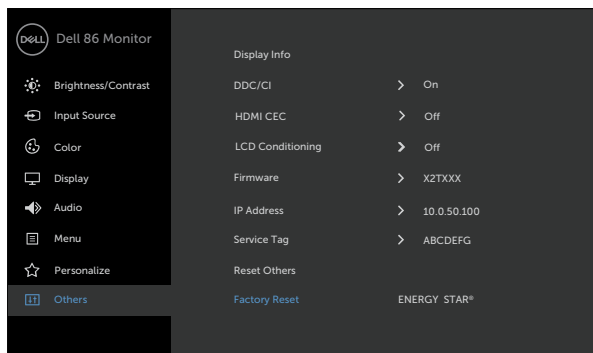 DELL
Dell 86 Monitor
Brightness/Contrast
Input Source
Color
Display
Audio
Menu
Personalize
Others
Display Info
DDC/CI > On
HDMI CEC > Off
LCD Conditioning > Off
Firmware > X2TXXX
IP Address > 10.0.50.100
Service Tag > ABCDEFG
Reset Others
Factory Reset ENERGY STAR®